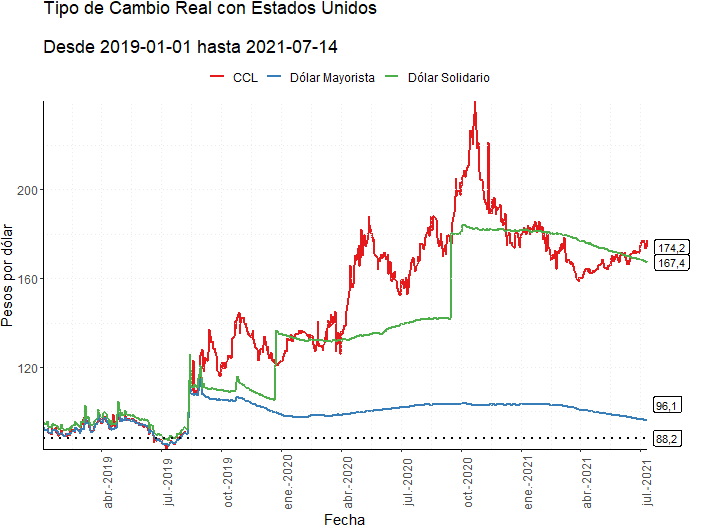 Tipo de Cambio Real con Estados Unidos
Desde 2019-01-01 hasta 2021-07-14
CCL Dólar Mayorista Dólar Solidario
Pesos por dólar
200
160
120
174,2
167,4
96,1
88,2
abr.-2019
jul.-2019
oct.-2019
ene.-2020
abr.-2020
jul.-2020
oct.-2020
ene.-2021
abr.-2021
jul.-2021
Fecha